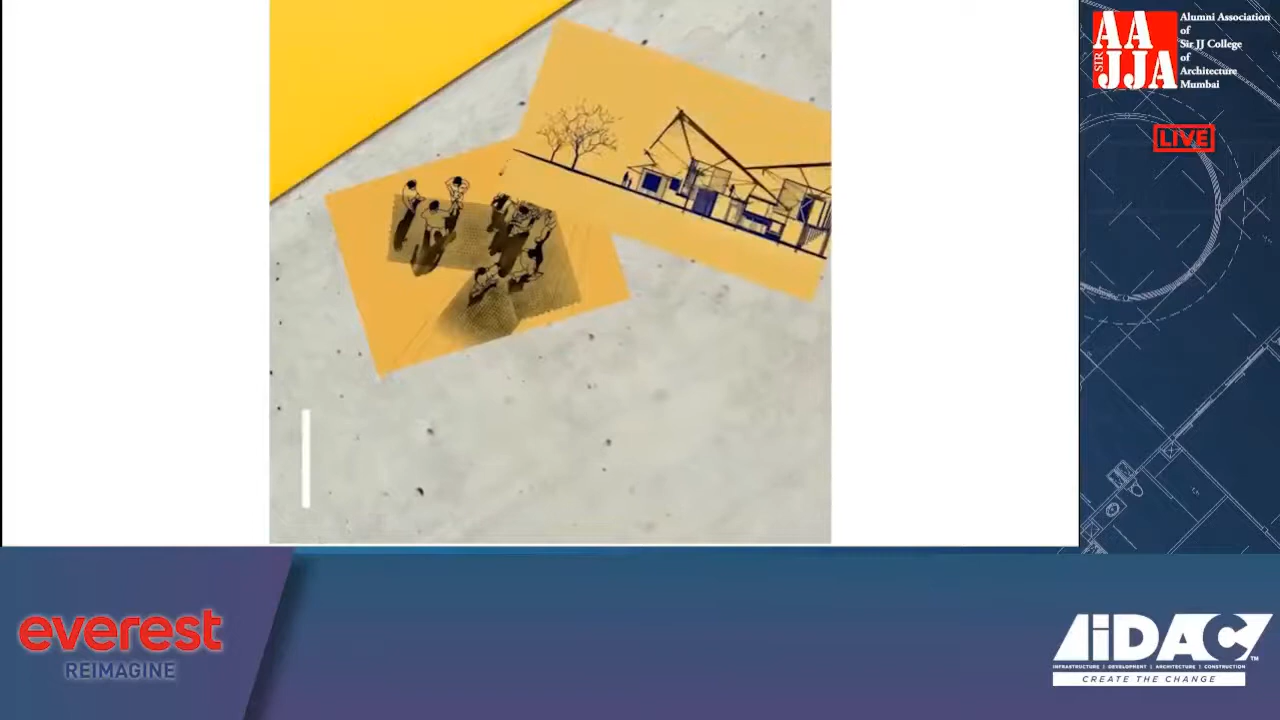 AA
SIR JJA
Alumni Association
of
Sir JJ College
of
Architecture
Mumbai
LIVE
everest
REIMAGINE
IDAC™
INFRASTRUCTURE | DEVELOPMENT | ARCHITECTURE | CONSTRUCTION
CREATE THE CHANGE